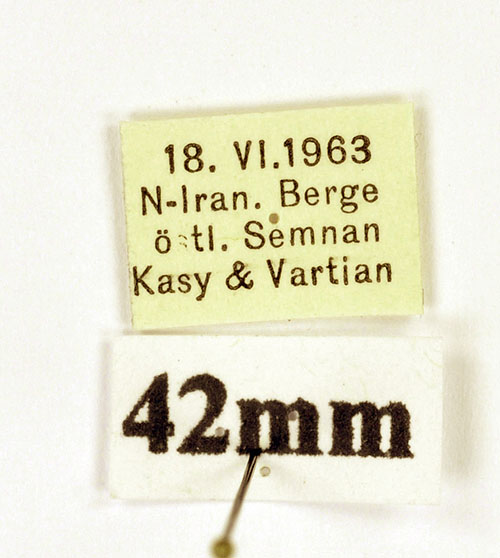 18. VI.1963
N-Iran. Berge
östl. Semnan
Kasy & Vartian
42mm